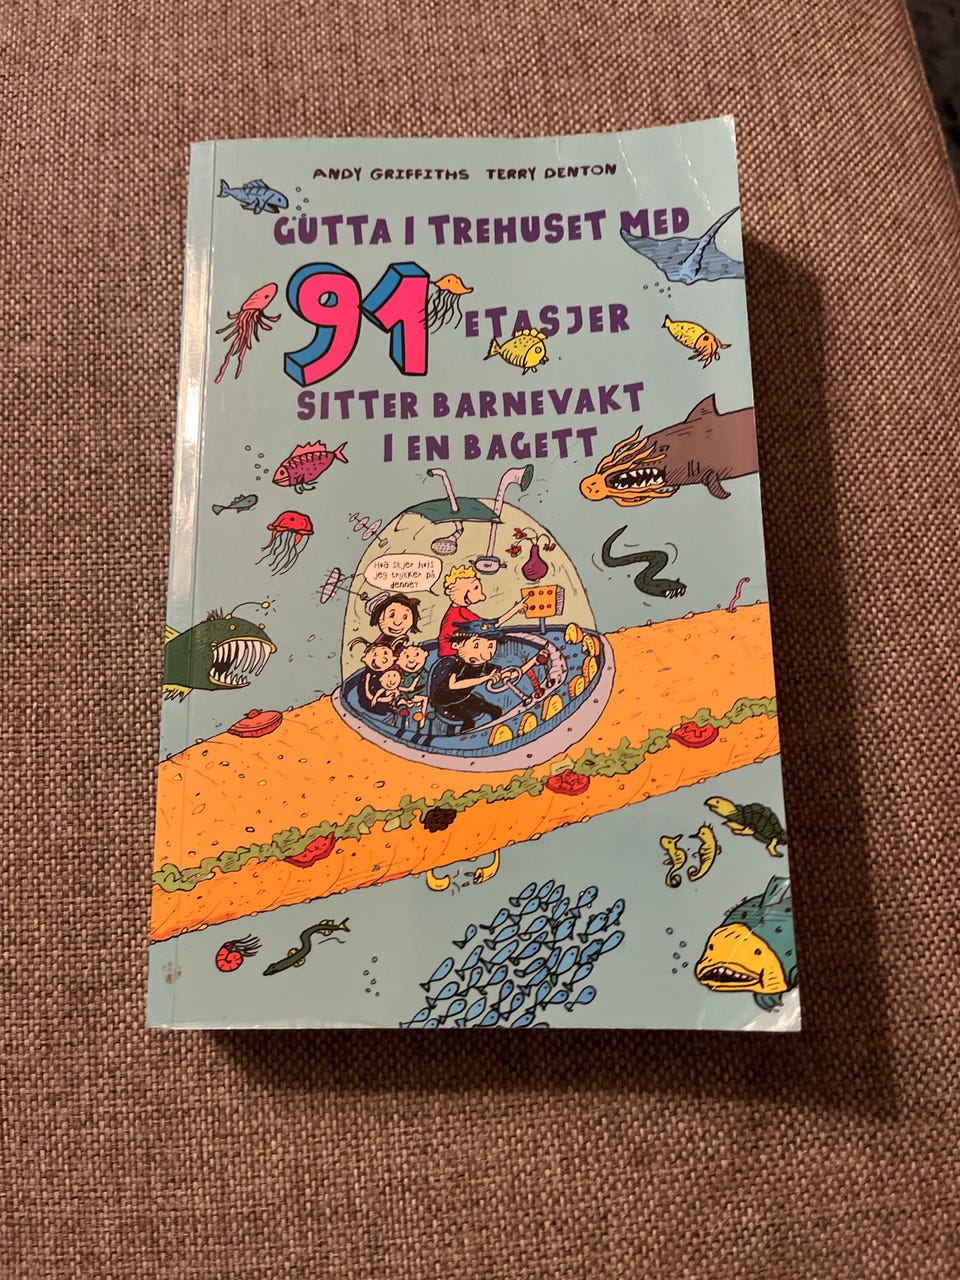 ANDY GRIFFITHS TERRY DENTON
GUTTA I TREHUSET MED
91 ETASJER
SITTER BARNEVAKT
I EN BAGETT
Hva skjer hvis
jeg trykker på
denne?